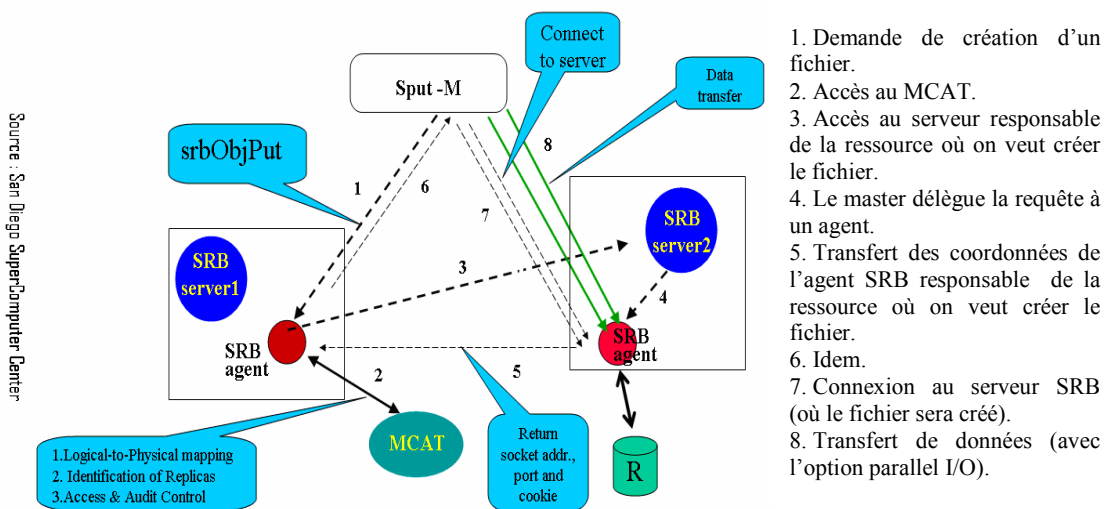 Source : San Diego SuperComputer Center
Sput -M
Connect
to server
Data
transfer
srbObjPut
1
6
7
8
SRB
server1
SRB
server2
3
4
SRB
agent
SRB
agent
2
5
MCAT
R
1.Logical-to-Physical mapping
2. Identification of Replicas
3.Access & Audit Control
Return
socket addr.,
port and
cookie
1. Demande de création d’un
fichier.
2. Accès au MCAT.
3. Accès au serveur responsable
de la ressource où on veut créer
le fichier.
4. Le master délègue la requête à
un agent.
5. Transfert des coordonnées de
l’agent SRB responsable de la
ressource où on veut créer le
fichier.
6. Idem.
7. Connexion au serveur SRB
(où le fichier sera créé).
8. Transfert de données (avec
l’option parallel I/O).